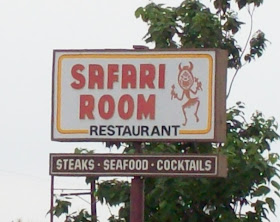 SAFARI
ROOM
RESTAURANT
STEAKS · SEAFOOD · COCKTAILS